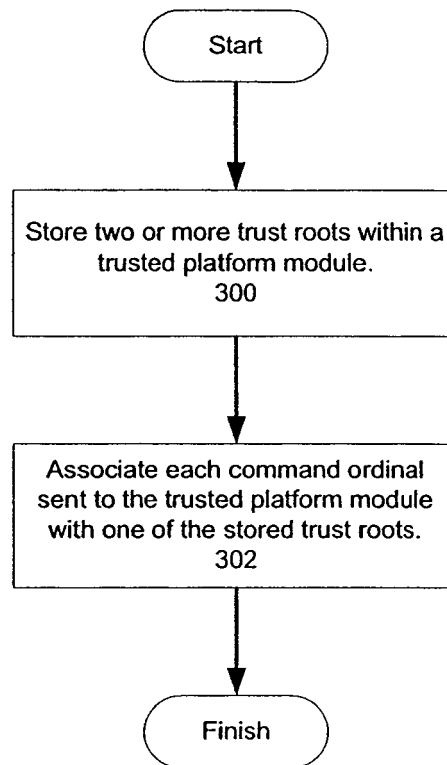 Start
Store two or more trust roots within a
trusted platform module.
300
Associate each command ordinal
sent to the trusted platform module
with one of the stored trust roots.
302
Finish